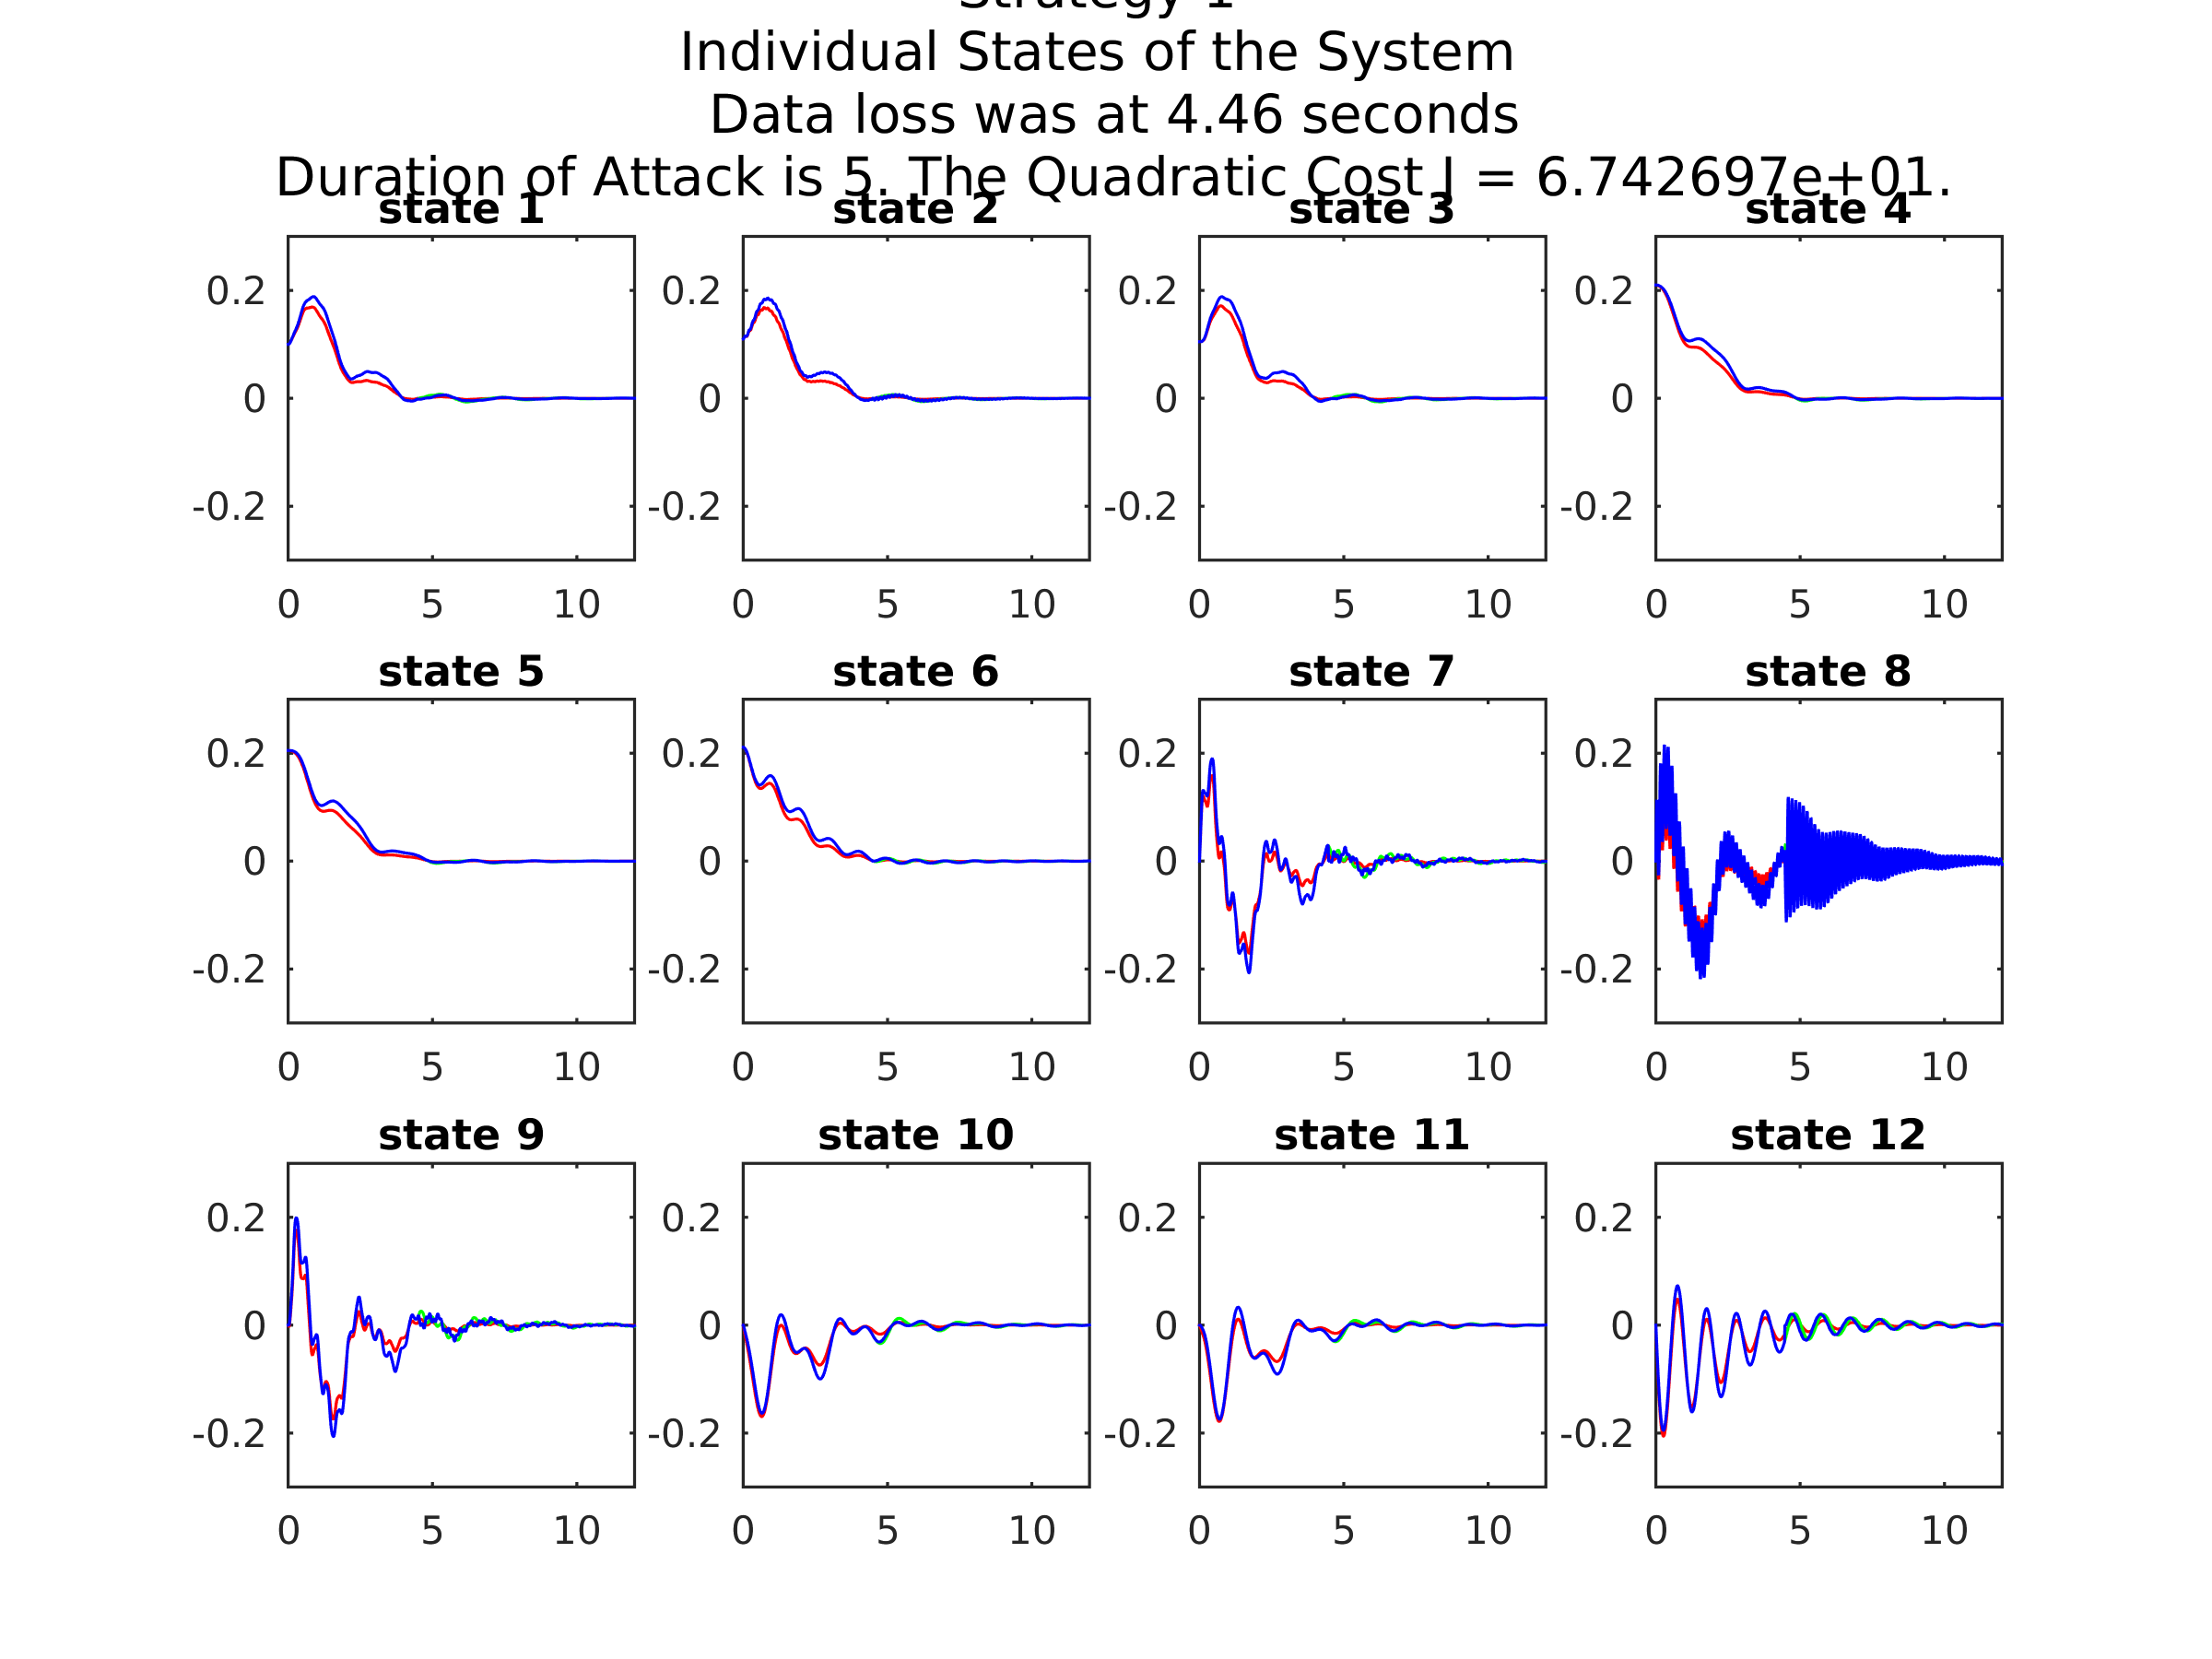 Strategy 1
Individual States of the System
Data loss was at 4.46 seconds
Duration of Attack is 5. The Quadratic Cost J = 6.742697e+01.
state 1 state 2 state 3 state 4
0.2 0.2 0.2 0.2
0 0 0 0
-0.2 -0.2 -0.2 -0.2
0 5 10 0 5 10 0 5 10 0 5 10
state 5 state 6 state 7 state 8
0.2 0.2 0.2 0.2
0 0 0 0
-0.2 -0.2 -0.2 -0.2
0 5 10 0 5 10 0 5 10 0 5 10
state 9 state 10 state 11 state 12
0.2 0.2 0.2 0.2
0 0 0 0
-0.2 -0.2 -0.2 -0.2
0 5 10 0 5 10 0 5 10 0 5 10